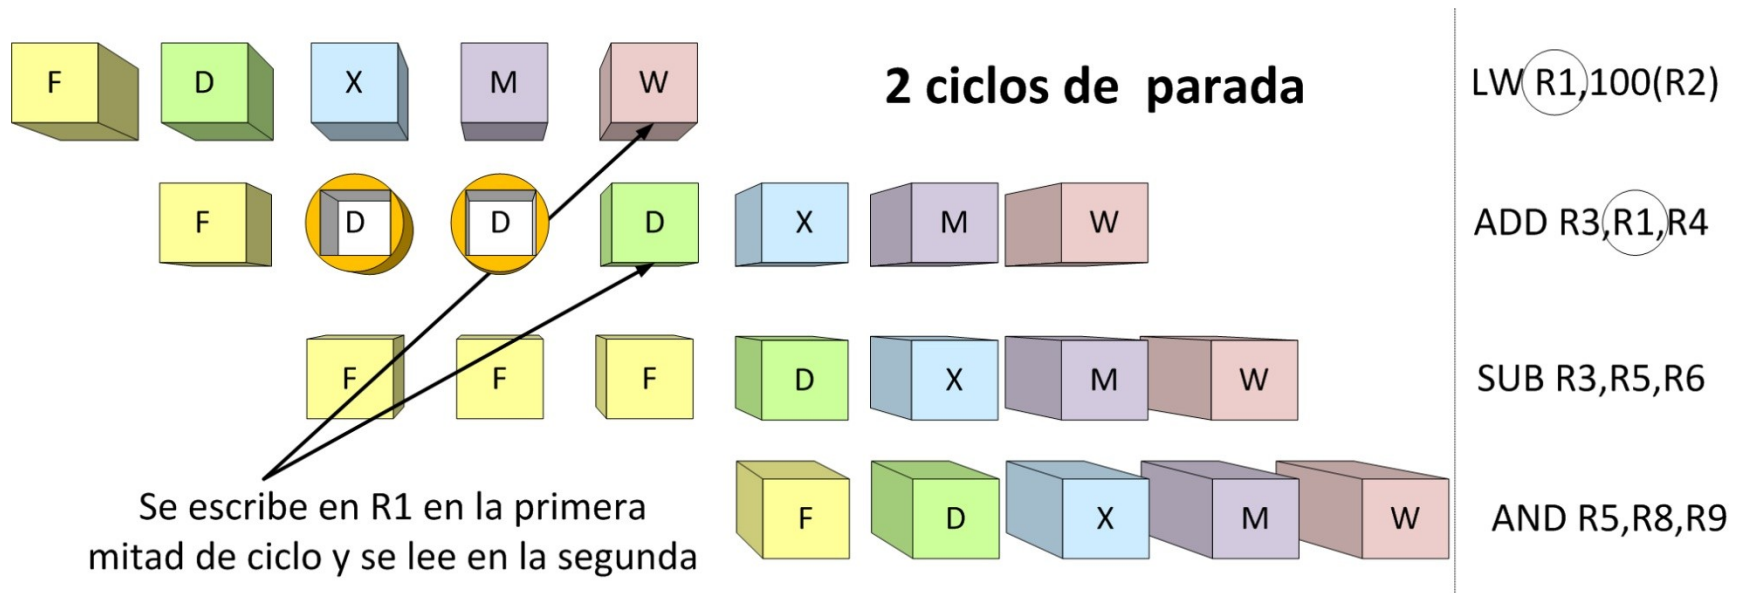 F D X M W 2 ciclos de parada LW R1,100(R2)
F D D D X M W ADD R3,R1,R4
F F F D X M W SUB R3,R5,R6
F D X M W AND R5,R8,R9
Se escribe en R1 en la primera
mitad de ciclo y se lee en la segunda